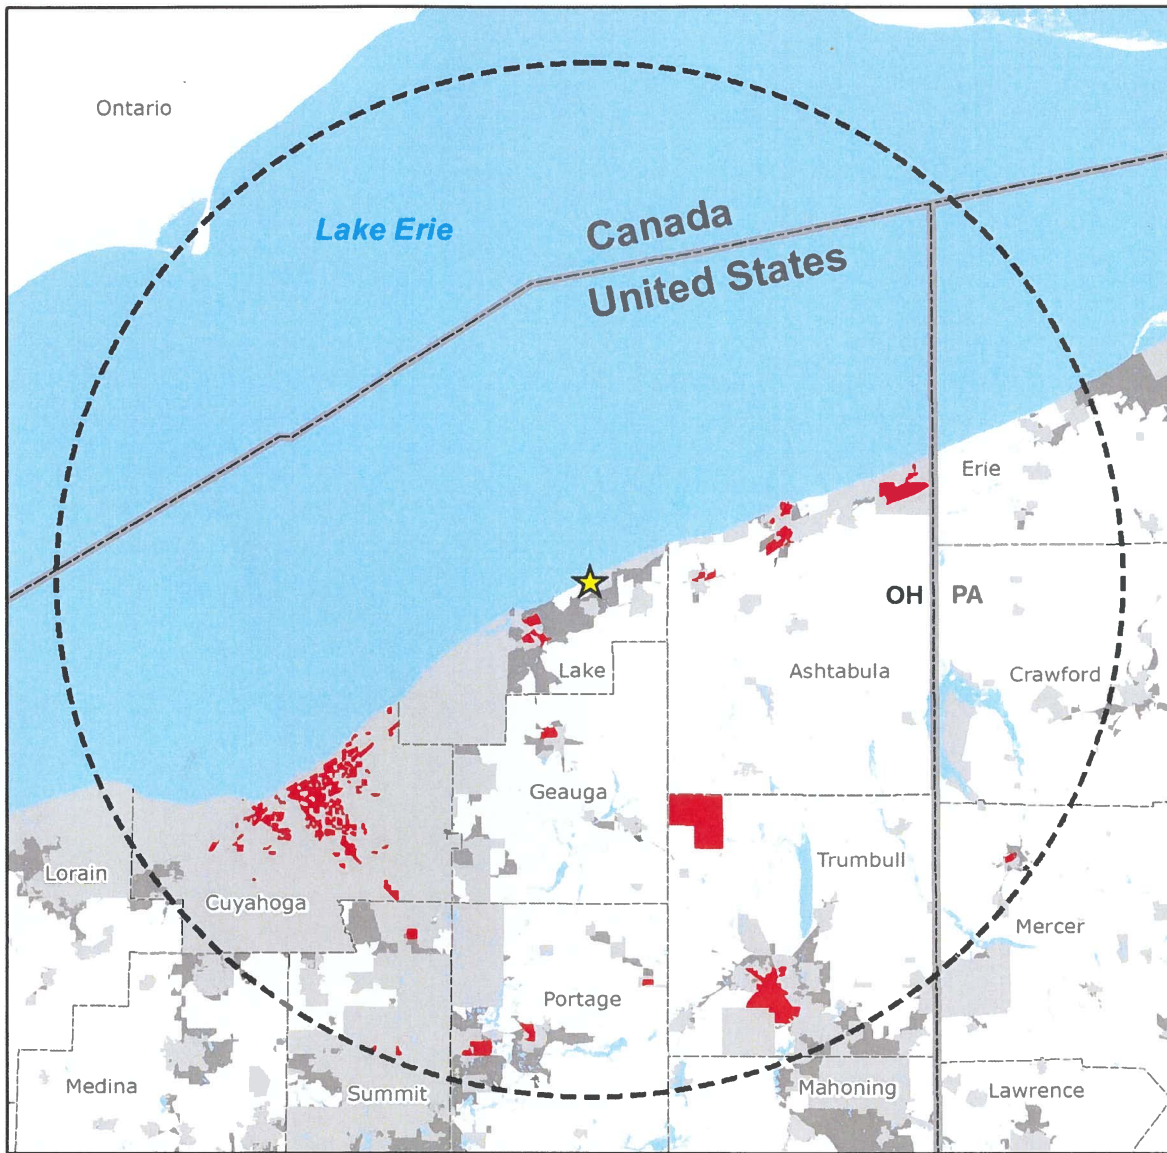 Ontario
Lake Erie
Canada
United States
Erie
OH
PA
Lake
Ashtabula
Crawford
Geauga
Trumbull
Lorain
Cuyahoga
Mercer
Portage
Medina
Summit
Mahoning
Lawrence